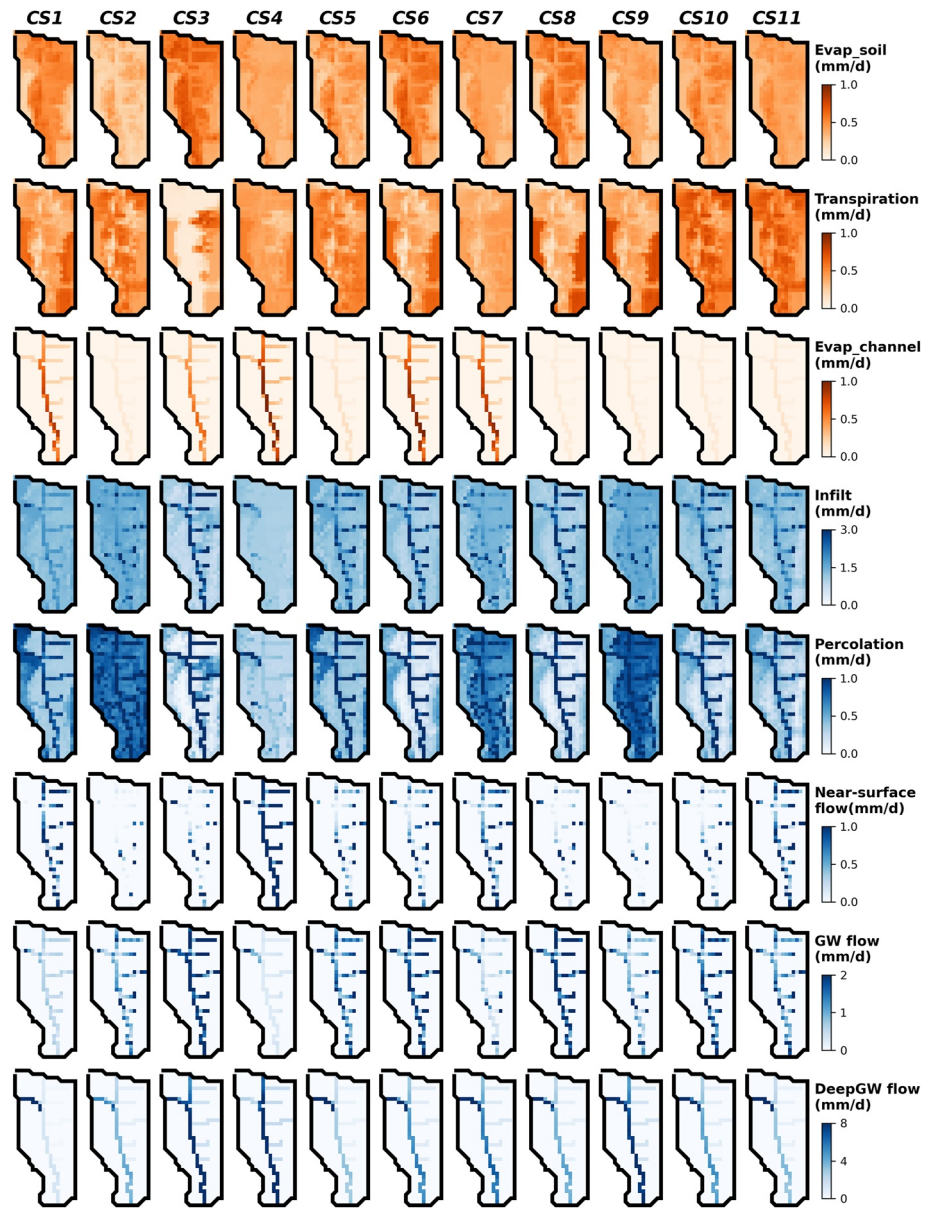 CS1 CS2 CS3 CS4 CS5 CS6 CS7 CS8 CS9 CS10 CS11
Evap_soil
(mm/d)
1.0
0.5
0.0
Transpiration
(mm/d)
1.0
0.5
0.0
Evap_channel
(mm/d)
1.0
0.5
0.0
Infilt
(mm/d)
3.0
1.5
0.0
Percolation
(mm/d)
1.0
0.5
0.0
Near-surface
flow(mm/d)
1.0
0.5
0.0
GW flow
(mm/d)
2
1
0
DeepGW flow
(mm/d)
8
4
0